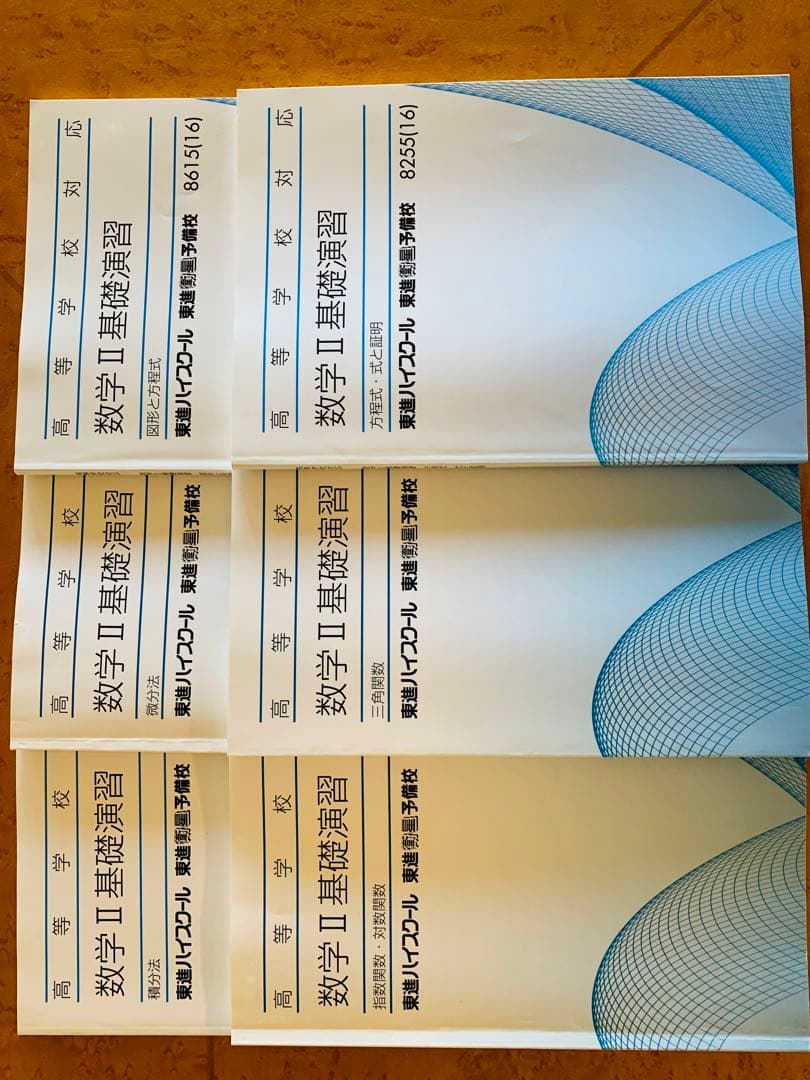 高等学校対応
数学Ⅱ基礎演習
図形と方程式
東進ハイスクール 東進衛星予備校 8615(16)
高等学校対応
数学Ⅱ基礎演習
方程式・式と証明
東進ハイスクール 東進衛星予備校 8255(16)
高等学校
数学Ⅱ基礎演習
微分法
東進ハイスクール 東進衛星予備校
高等学校
数学Ⅱ基礎演習
三角関数
東進ハイスクール 東進衛星予備校
高等学校
数学Ⅱ基礎演習
積分法
東進ハイスクール 東進衛星予備校
高等学校
数学Ⅱ基礎演習
指数関数・対数関数
東進ハイスクール 東進衛星予備校